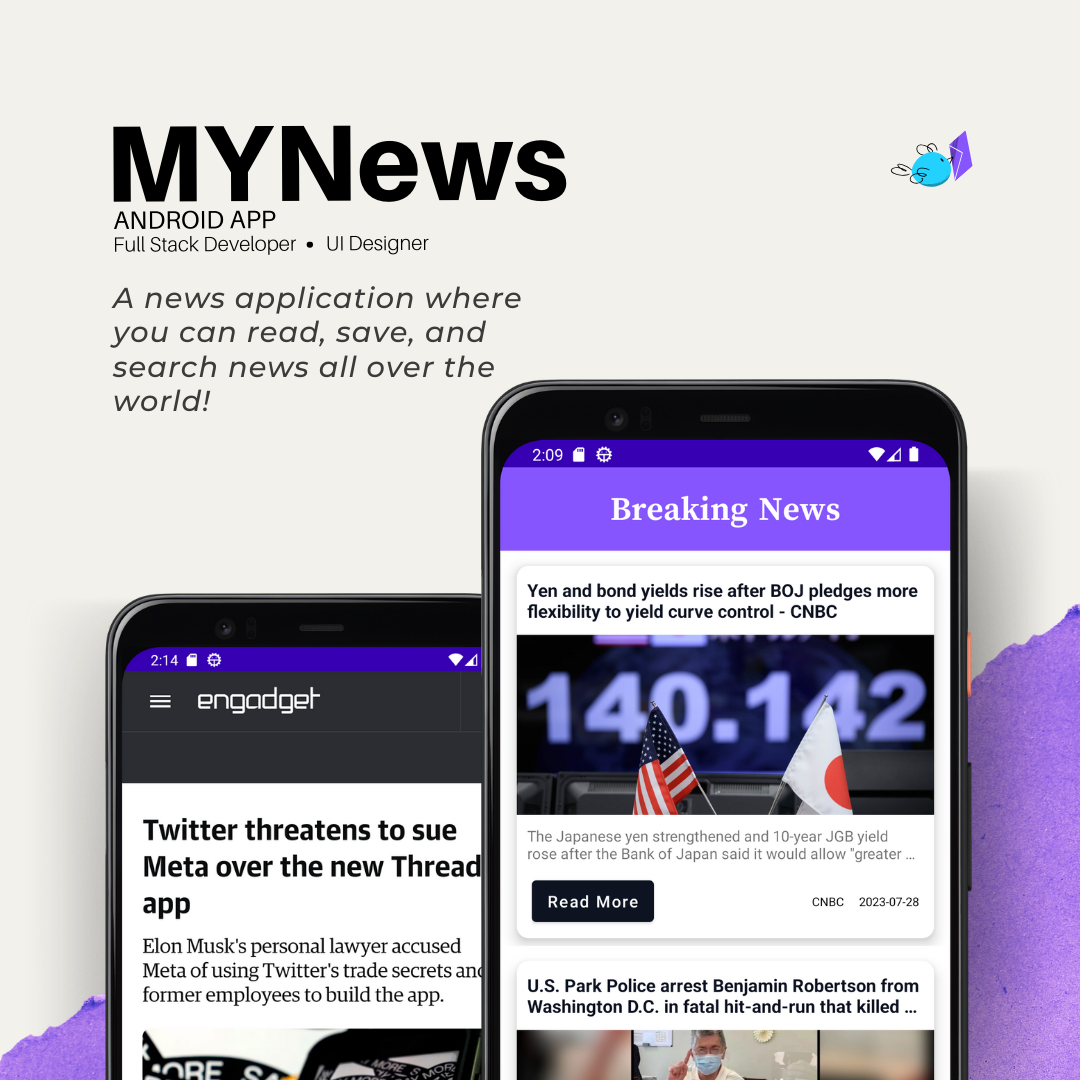 MYNews
ANDROID APP
Full Stack Developer • UI Designer
A news application where
you can read, save, and
search news all over the
world!
2:09
Breaking News
Yen and bond yields rise after BOJ pledges more
flexibility to yield curve control - CNBC
140.142
The Japanese yen strengthened and 10-year JGB yield
rose after the Bank of Japan said it would allow "greater ...
Read More
CNBC 2023-07-28
U.S. Park Police arrest Benjamin Robertson from
Washington D.C. in fatal hit-and-run that killed ...
2:14
engadget
Twitter threatens to sue
Meta over the new Thread
app
Elon Musk's personal lawyer accused
Meta of using Twitter's trade secrets and
former employees to build the app.